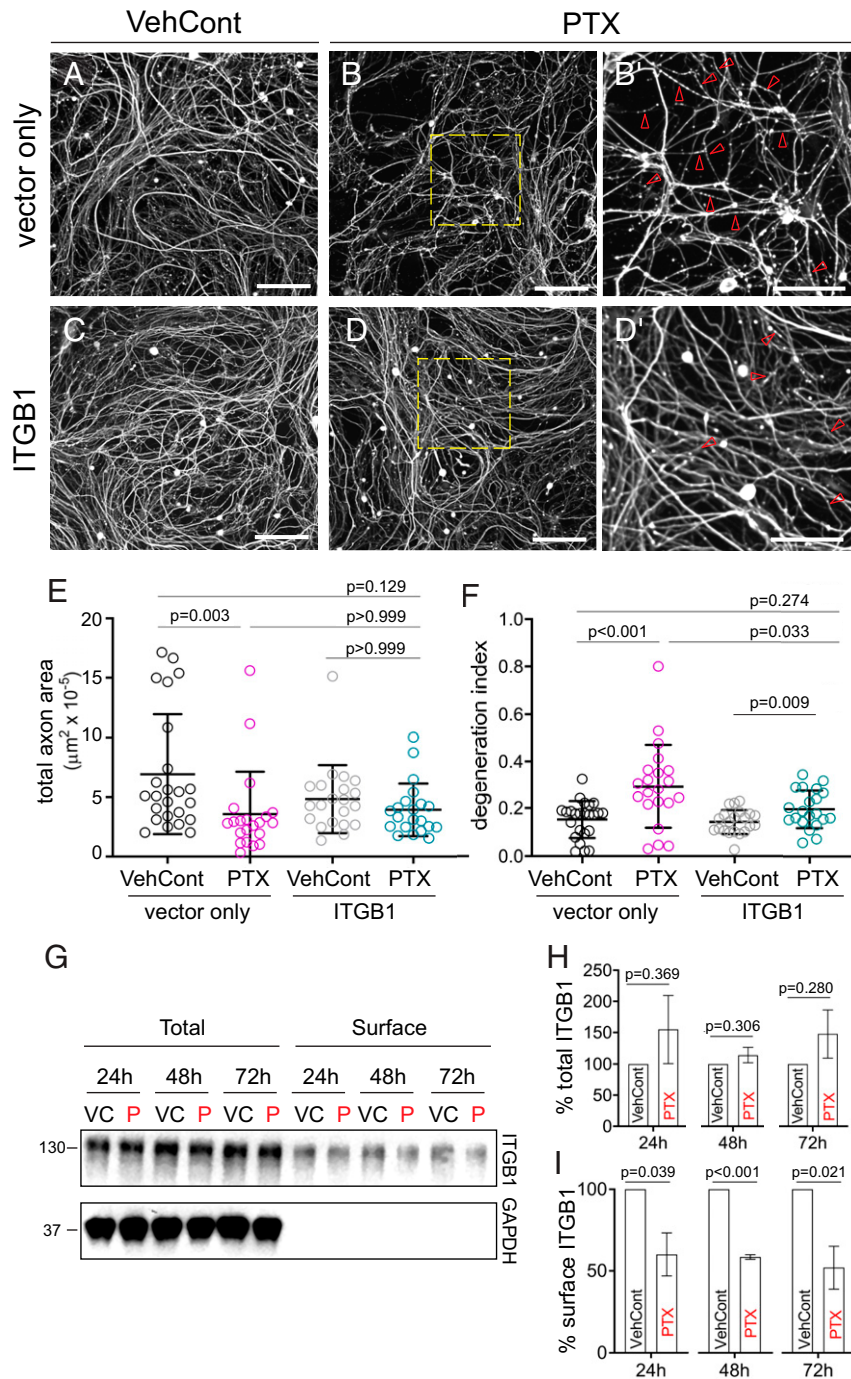 VehCont PTX
A B B'
vector only
C D D'
ITGB1
E
p=0.129
p=0.003 p>0.999
p>0.999
total axon area
(μm² x 10⁻⁵)
20
15
10
5
0
VehCont PTX VehCont PTX
vector only ITGB1
F
p=0.274
p<0.001 p=0.033
p=0.009
degeneration index
1.0
0.8
0.6
0.4
0.2
0.0
VehCont PTX VehCont PTX
vector only ITGB1
G
Total Surface
24h 48h 72h 24h 48h 72h
VC P VC P VC P VC P VC P VC P
130
ITGB1
37
GAPDH
H
% total ITGB1
250
200
150
100
50
0
p=0.369 p=0.306 p=0.280
VehCont PTX VehCont PTX VehCont PTX
24h 48h 72h
I
% surface ITGB1
100
50
0
p=0.039 p<0.001 p=0.021
VehCont PTX VehCont PTX VehCont PTX
24h 48h 72h